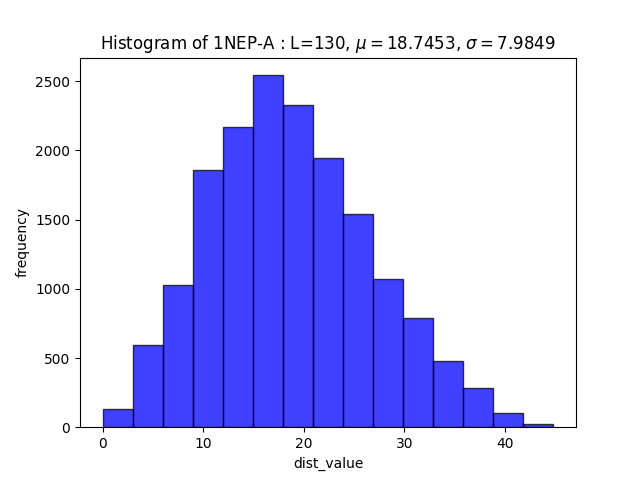 Histogram of 1NEP-A : L=130, μ = 18.7453, σ = 7.9849
2500
2000
1500
1000
500
0
frequency
0 10 20 30 40
dist_value